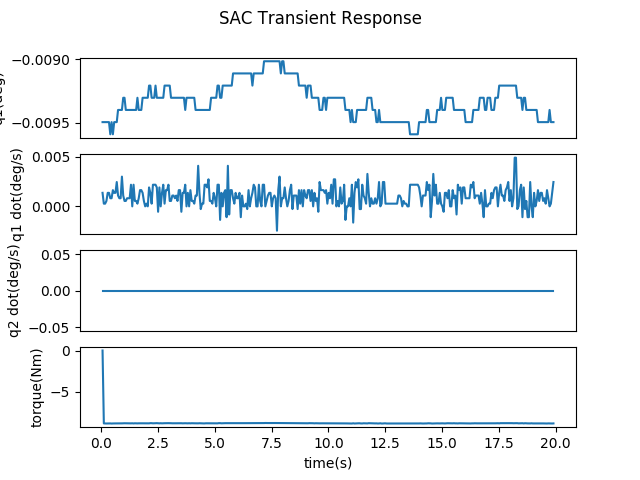 SAC Transient Response
−0.0090
−0.0095
q1(deg)
0.005
0.000
q1 dot(deg/s)
0.05
0.00
−0.05
q2 dot(deg/s)
0
−5
torque(Nm)
0.0 2.5 5.0 7.5 10.0 12.5 15.0 17.5 20.0
time(s)